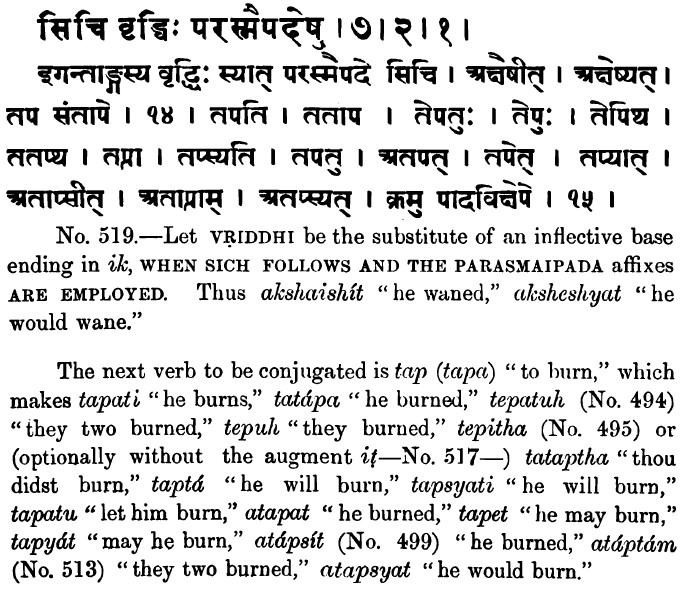 सिचि वृद्धिः परस्मैपदेषु । ७ । २ । १ ।
इगन्ताङ्गस्य वृद्धिः स्यात् परस्मैपदे सिचि । अक्षैषीत् । अक्षेष्यत् ।
तप संतापे । १४ । तपति । तताप । तेपतुः । तेपुः । तेपिथ ।
ततप्थ । तप्ता । तप्स्यति । तपतु । अतपत् । तपेत् । तप्यात् ।
अताप्सीत् । अताप्ताम् । अतप्स्यत् । क्रमु पादविक्षेपे । १५ ।
No. 519.—Let VṚIDDHI be the substitute of an inflective base
ending in ik, WHEN SICH FOLLOWS AND THE PARASMAIPADA affixes
ARE EMPLOYED. Thus akshaishít "he waned," aksheshyat "he
would wane."
The next verb to be conjugated is tap (tapa) "to burn," which
makes tapati "he burns," tatápa "he burned," tepatuh (No. 494)
"they two burned," tepuh "they burned," tepitha (No. 495) or
(optionally without the augment iṭ—No. 517—) tataptha "thou
didst burn," taptá "he will burn," tapsyati "he will burn,"
tapatu "let him burn," atapat "he burned," tapet "he may burn,"
tapyát "may he burn," atápsít (No. 499) "he burned," atáptám
(No. 513) "they two burned," atapsyat "he would burn."